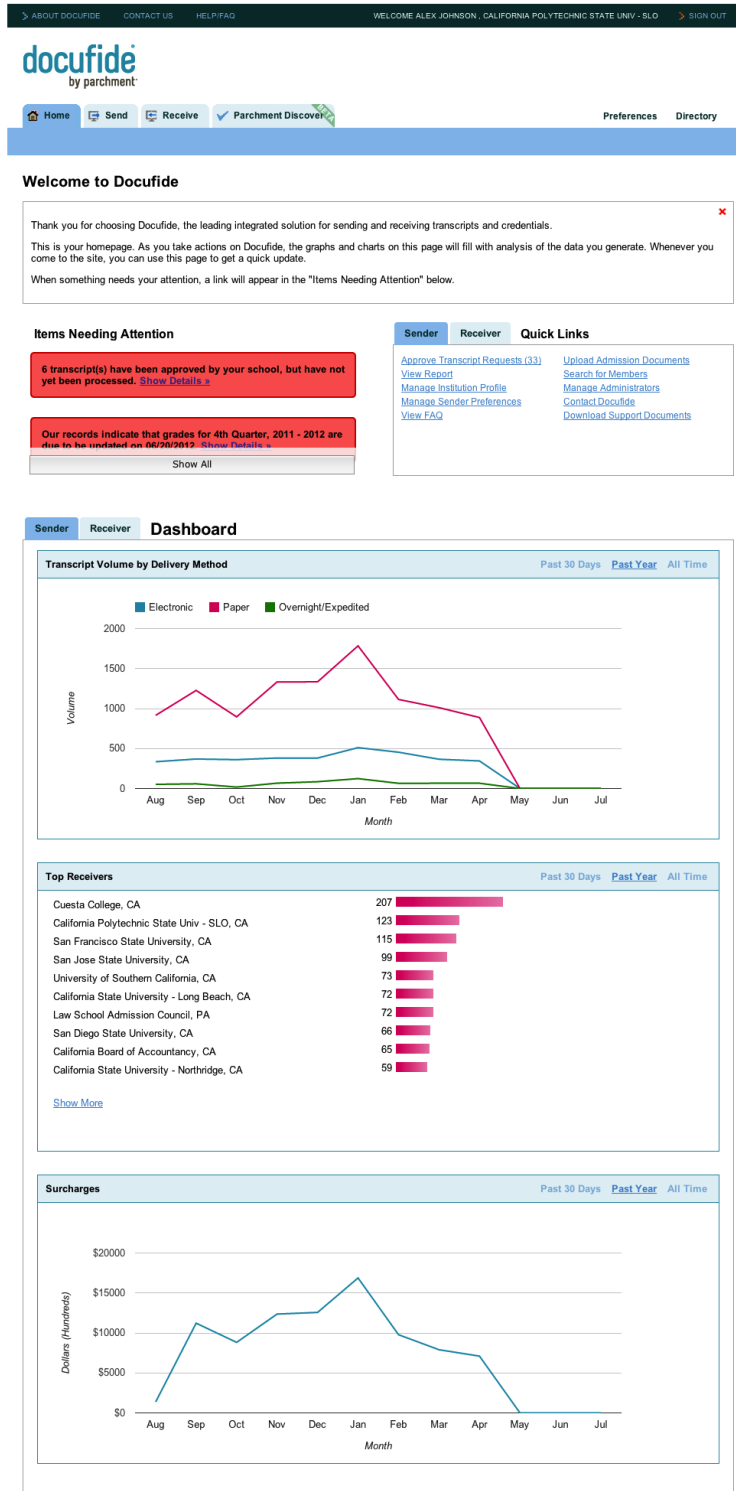 ABOUT DOCUFIDE CONTACT US HELP/FAQ WELCOME ALEX JOHNSON , CALIFORNIA POLYTECHNIC STATE UNIV - SLO SIGN OUT
docufide
by parchment
Home Send Receive Parchment Discover
Preferences Directory
Welcome to Docufide
Thank you for choosing Docufide, the leading integrated solution for sending and receiving transcripts and credentials.
This is your homepage. As you take actions on Docufide, the graphs and charts on this page will fill with analysis of the data you generate. Whenever you
come to the site, you can use this page to get a quick update.
When something needs your attention, a link will appear in the "Items Needing Attention" below.
Items Needing Attention
6 transcript(s) have been approved by your school, but have not
yet been processed. Show Details »
Our records indicate that grades for 4th Quarter, 2011 - 2012 are
due to be updated on 06/20/2012. Show Details »
Show All
Sender Receiver Quick Links
Approve Transcript Requests (33) Upload Admission Documents
View Report Search for Members
Manage Institution Profile Manage Administrators
Manage Sender Preferences Contact Docufide
View FAQ Download Support Documents
Sender Receiver Dashboard
Transcript Volume by Delivery Method Past 30 Days Past Year All Time
Electronic Paper Overnight/Expedited
2000
1500
1000
500
0
Volume
Aug Sep Oct Nov Dec Jan Feb Mar Apr May Jun Jul
Month
Top Receivers Past 30 Days Past Year All Time
Cuesta College, CA 207
California Polytechnic State Univ - SLO, CA 123
San Francisco State University, CA 115
San Jose State University, CA 99
University of Southern California, CA 73
California State University - Long Beach, CA 72
Law School Admission Council, PA 72
San Diego State University, CA 66
California Board of Accountancy, CA 65
California State University - Northridge, CA 59
Show More
Surcharges Past 30 Days Past Year All Time
$20000
$15000
$10000
$5000
$0
Dollars (Hundreds)
Aug Sep Oct Nov Dec Jan Feb Mar Apr May Jun Jul
Month